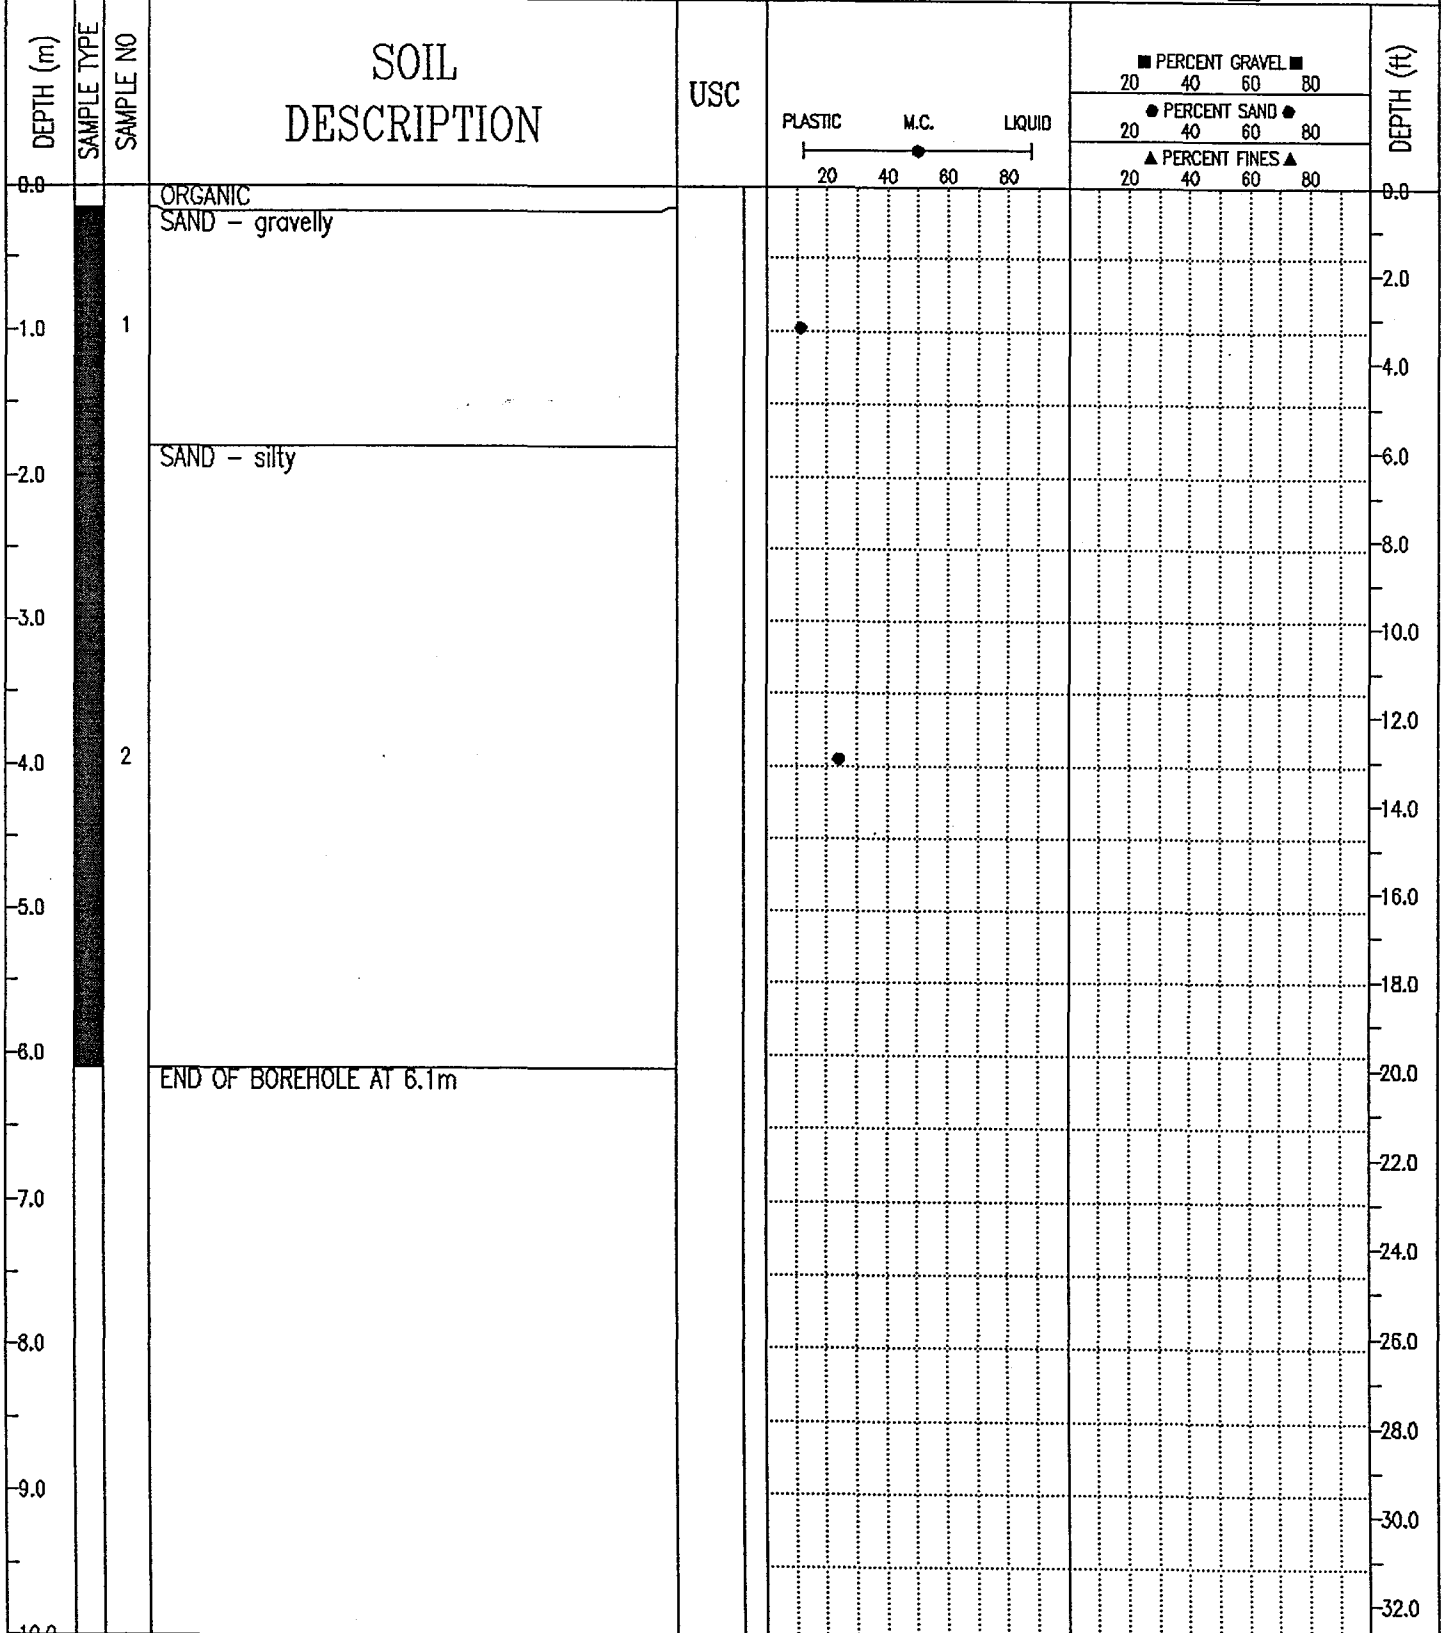 DEPTH (m)
SAMPLE TYPE
SAMPLE NO
SOIL
DESCRIPTION
USC
PLASTIC M.C. LIQUID
20 40 60 80
■ PERCENT GRAVEL ■
20 40 60 80
● PERCENT SAND ●
20 40 60 80
▲ PERCENT FINES ▲
20 40 60 80
DEPTH (ft)
0.0
ORGANIC
0.0
SAND - gravelly
2.0
1.0
1
4.0
SAND - silty
6.0
2.0
8.0
3.0
10.0
12.0
4.0
2
14.0
5.0
16.0
18.0
6.0
20.0
END OF BOREHOLE AT 6.1m
22.0
7.0
24.0
8.0
26.0
28.0
9.0
30.0
32.0
10.0